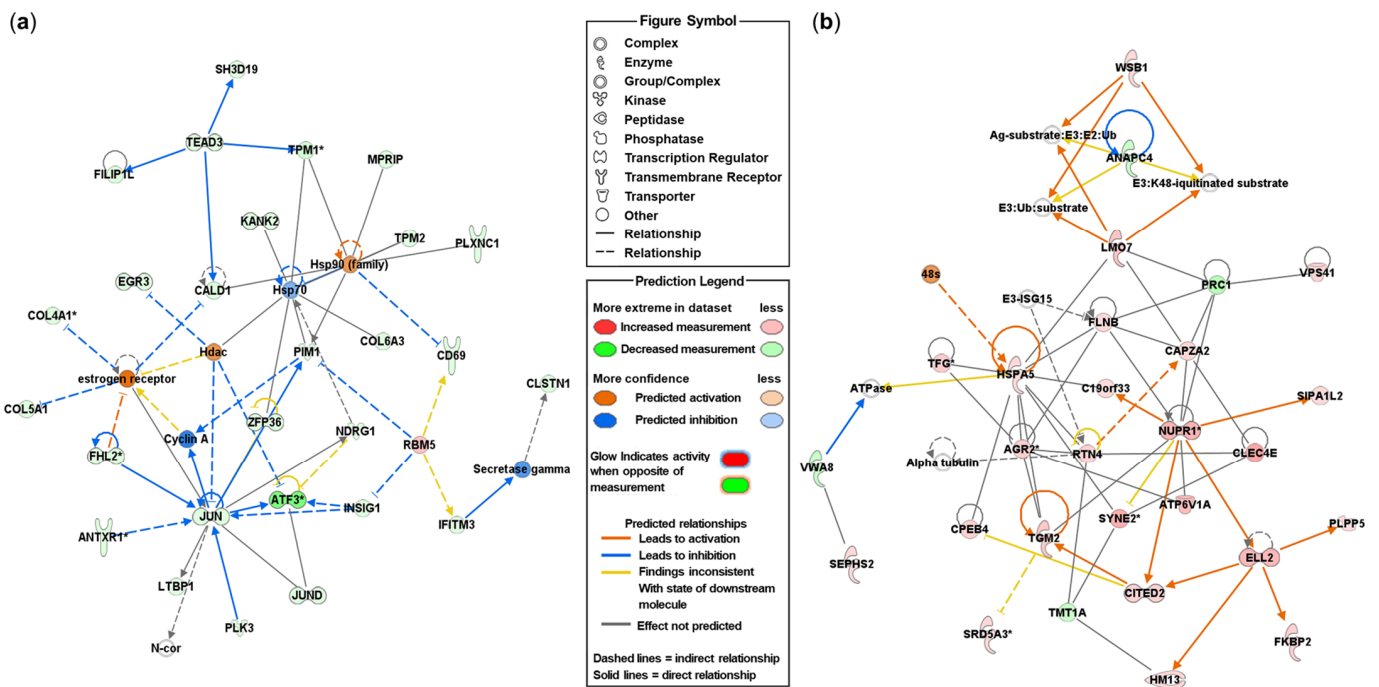 (a)
SH3D19
TEAD3
TPM1*
MPRIP
FILIP1L
KANK2
TPM2
PLXNC1
Hsp90 (family)
EGR3
CALD1
Hsp70
COL4A1*
Hdac
PIM1
COL6A3
CD69
estrogen receptor
CLSTN1
COL5A1
Cyclin A
ZFP36
NDRG1
RBM5
FHL2*
Secretase gamma
ATF3*
JUN
INSIG1
IFITM3
ANTXR1*
LTBP1
JUND
PLK3
N-cor
Figure Symbol
Complex
Enzyme
Group/Complex
Kinase
Peptidase
Phosphatase
Transcription Regulator
Transmembrane Receptor
Transporter
Other
Relationship
Relationship
Prediction Legend
More extreme in dataset less
Increased measurement
Decreased measurement
More confidence less
Predicted activation
Predicted inhibition
Glow Indicates activity
when opposite of
measurement
Predicted relationships
Leads to activation
Leads to inhibition
Findings inconsistent
With state of downstream
molecule
Effect not predicted
Dashed lines = indirect relationship
Solid lines = direct relationship
(b)
WSB1
Ag-substrate:E3:E2:Ub
ANAPC4
E3:K48-iquitinated substrate
E3:Ub:substrate
LMO7
48s
VPS41
PRC1
E3-ISG15
FLNB
TFG*
CAPZA2
HSPA5
ATPase
C19orf33
SIPA1L2
NUPR1*
AGR2*
RTN4
CLEC4E
Alpha tubulin
VWA8
ATP6V1A
SYNE2*
CPEB4
PLPP5
TGM2
SEPHS2
ELL2
CITED2
TMT1A
SRD5A3*
FKBP2
HM13